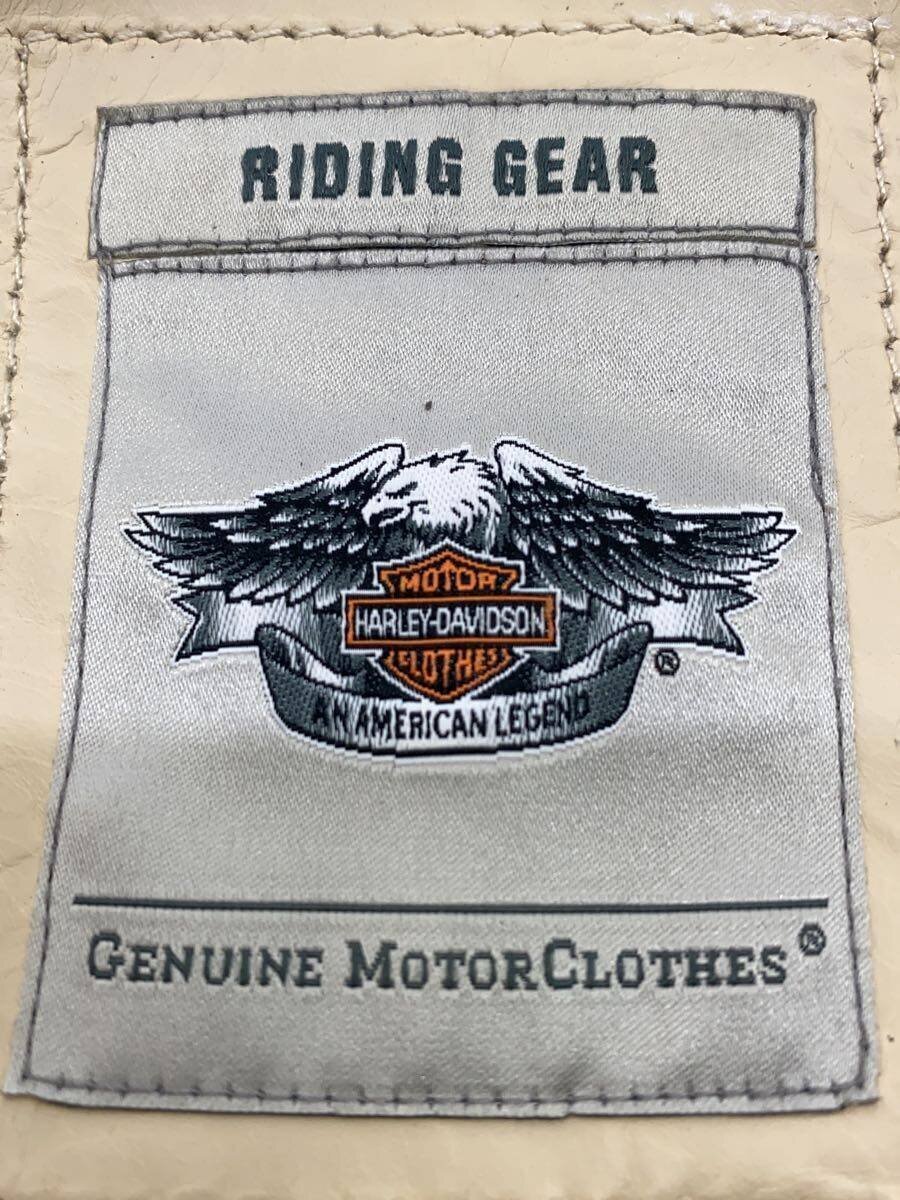 RIDING GEAR
MOTOR
HARLEY-DAVIDSON
CLOTHES
®
AN AMERICAN LEGEND
GENUINE MOTORCLOTHES®